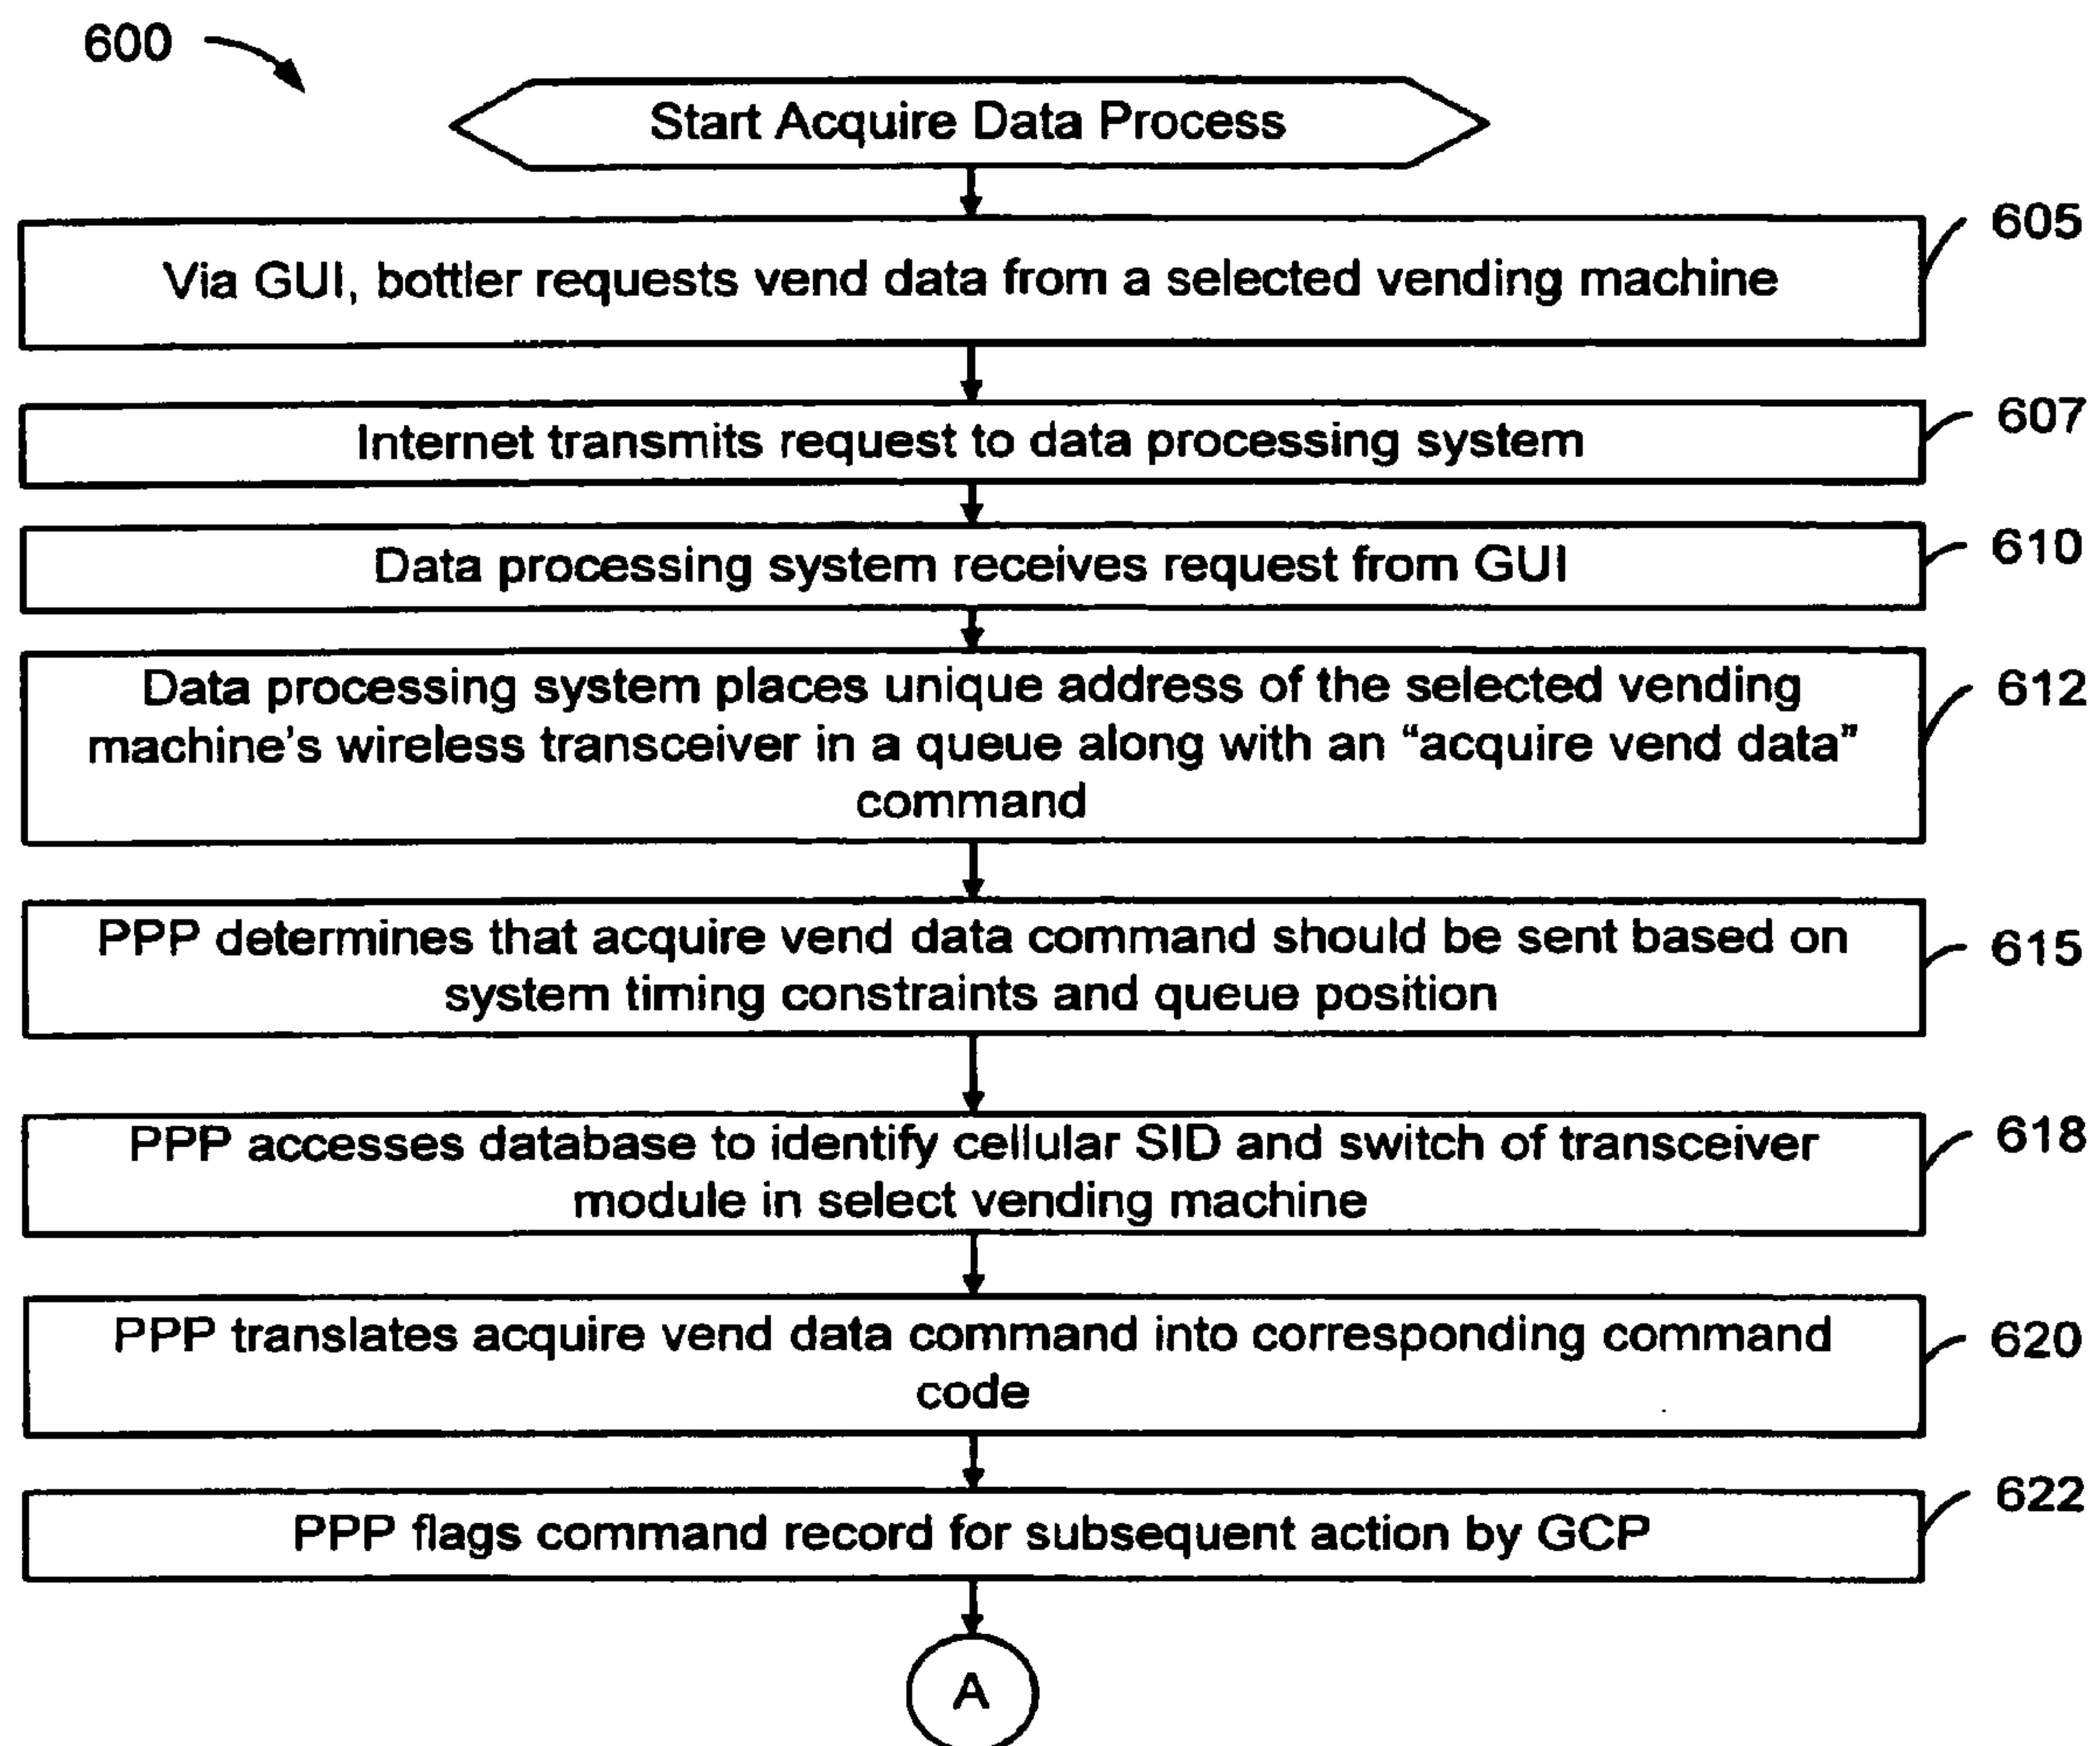 600
Start Acquire Data Process
605
Via GUI, bottler requests vend data from a selected vending machine
607
Internet transmits request to data processing system
610
Data processing system receives request from GUI
612
Data processing system places unique address of the selected vending
machine's wireless transceiver in a queue along with an “acquire vend data”
command
615
PPP determines that acquire vend data command should be sent based on
system timing constraints and queue position
618
PPP accesses database to identify cellular SID and switch of transceiver
module in select vending machine
620
PPP translates acquire vend data command into corresponding command
code
622
PPP flags command record for subsequent action by GCP
A